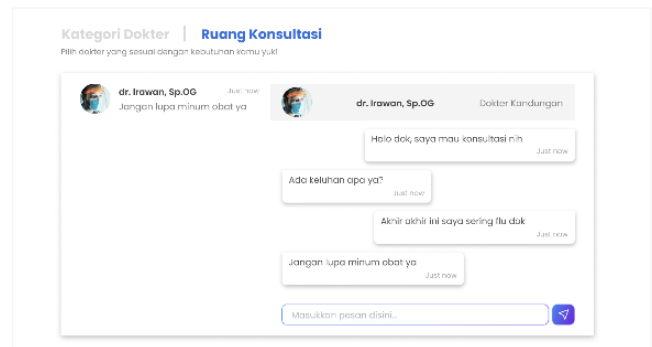 Kategori Dokter | Ruang Konsultasi
Pilih dokter yang sesuai dengan kebutuhan kamu yuk!
dr. Irawan, Sp.OG Just now
Jangan lupa minum obat ya
dr. Irawan, Sp.OG Dokter Kandungan
Halo dok, saya mau konsultasi nih
Just now
Ada keluhan apa ya?
Just now
Akhir akhir ini saya sering flu dok
Just now
Jangan lupa minum obat ya
Just now
Masukkan pesan disini...